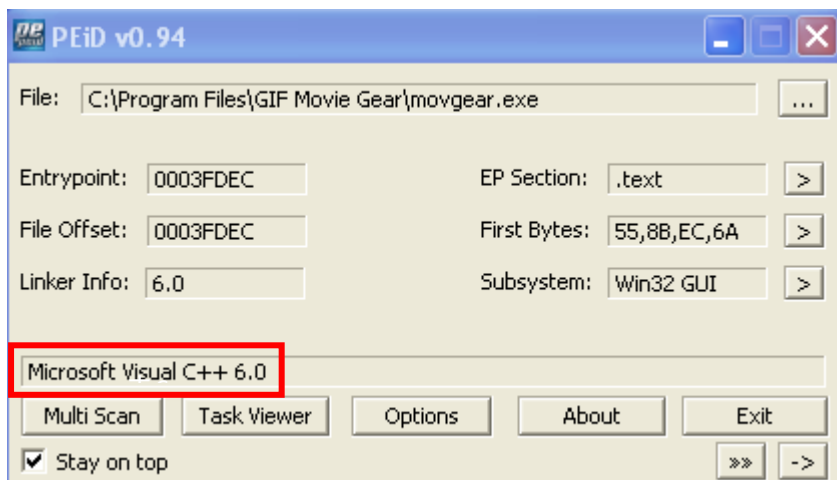 PEiD v0.94
File: C:\Program Files\GIF Movie Gear\movgear.exe ...
Entrypoint: 0003FDEC EP Section: .text >
File Offset: 0003FDEC First Bytes: 55,8B,EC,6A >
Linker Info: 6.0 Subsystem: Win32 GUI >
Microsoft Visual C++ 6.0
Multi Scan Task Viewer Options About Exit
Stay on top »» ->